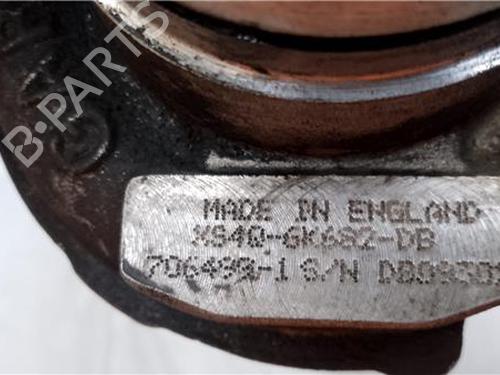 B-PARTS
MADE IN ENGLAND
XS4Q-6K682-DB
706499-1 S/N